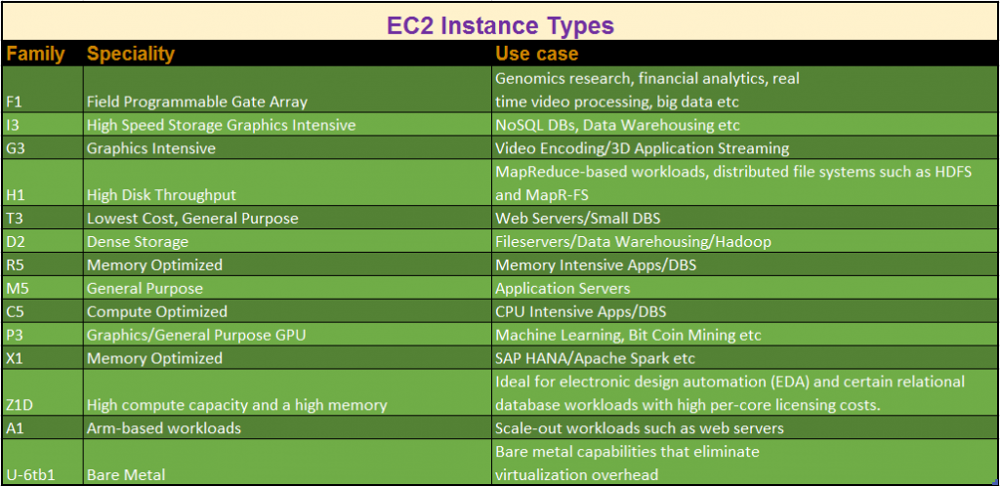 EC2 Instance Types
Family Speciality Use case
Genomics research, financial analytics, real
F1 Field Programmable Gate Array time video processing, big data etc
I3 High Speed Storage Graphics Intensive NoSQL DBs, Data Warehousing etc
G3 Graphics Intensive Video Encoding/3D Application Streaming
MapReduce-based workloads, distributed file systems such as HDFS
H1 High Disk Throughput and MapR-FS
T3 Lowest Cost, General Purpose Web Servers/Small DBS
D2 Dense Storage Fileservers/Data Warehousing/Hadoop
R5 Memory Optimized Memory Intensive Apps/DBS
M5 General Purpose Application Servers
C5 Compute Optimized CPU Intensive Apps/DBS
P3 Graphics/General Purpose GPU Machine Learning, Bit Coin Mining etc
X1 Memory Optimized SAP HANA/Apache Spark etc
Ideal for electronic design automation (EDA) and certain relational
Z1D High compute capacity and a high memory database workloads with high per-core licensing costs.
A1 Arm-based workloads Scale-out workloads such as web servers
Bare metal capabilities that eliminate
U-6tb1 Bare Metal virtualization overhead